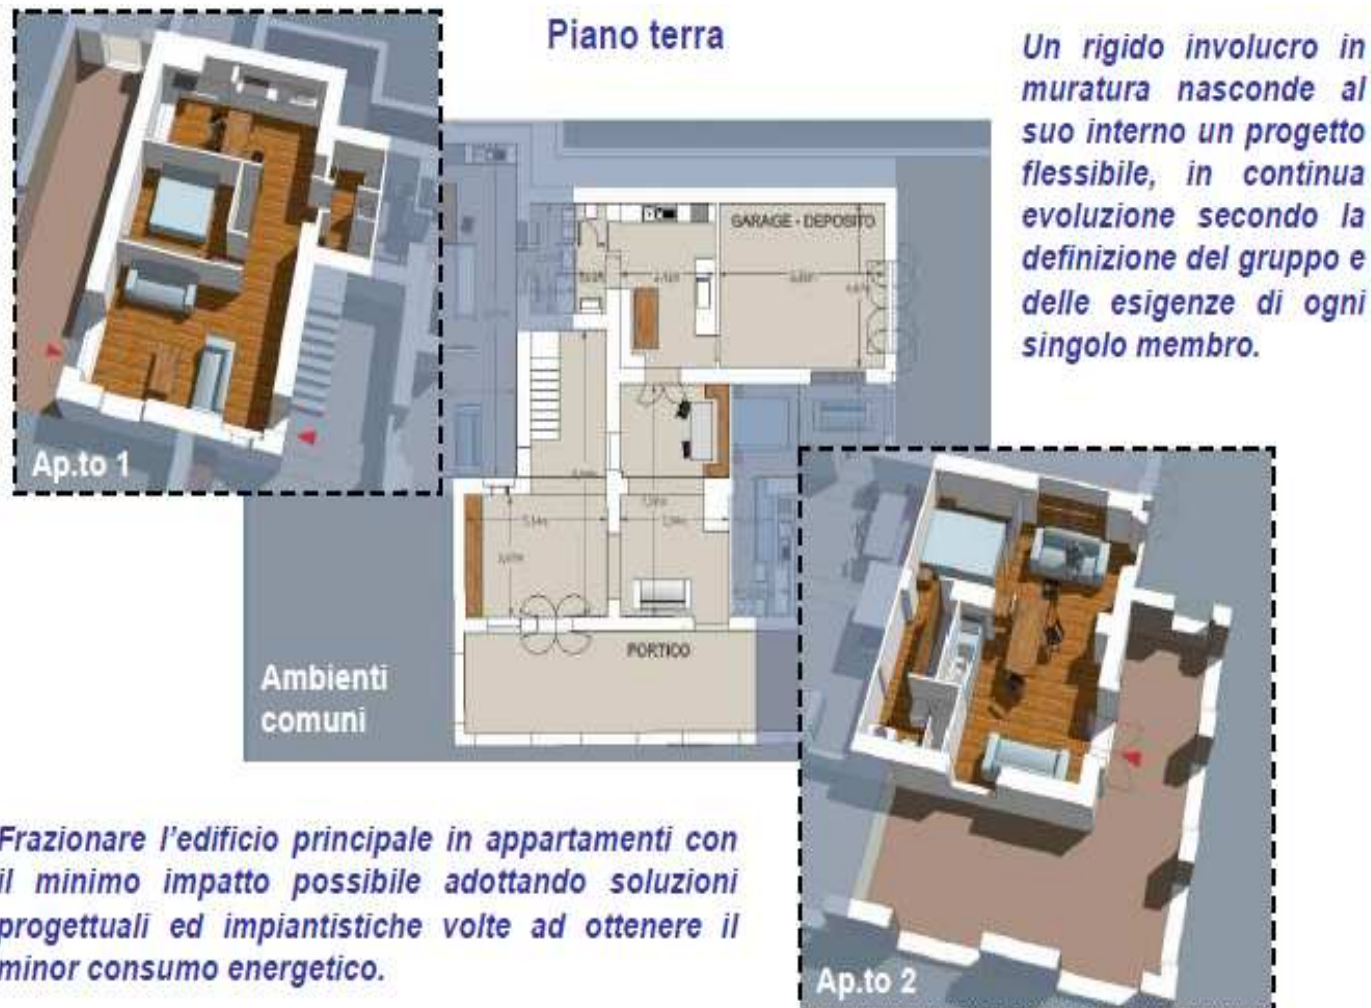 Piano terra
Un rigido involucro in
muratura nasconde al
suo interno un progetto
flessibile, in continua
evoluzione secondo la
definizione del gruppo e
delle esigenze di ogni
singolo membro.
Ap.to 1
GARAGE - DEPOSITO
PORTICO
Ambienti
comuni
Frazionare l'edificio principale in appartamenti con
il minimo impatto possibile adottando soluzioni
progettuali ed impiantistiche volte ad ottenere il
minor consumo energetico.
Ap.to 2